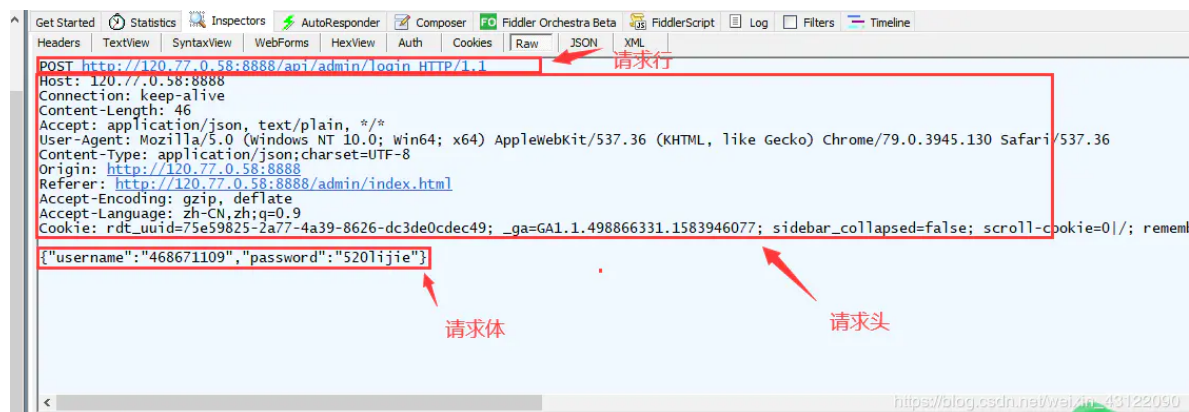 Get Started Statistics Inspectors AutoResponder Composer FO Fiddler Orchestra Beta FiddlerScript Log Filters Timeline
Headers TextView SyntaxView WebForms HexView Auth Cookies Raw JSON XML
请求行
POST http://120.77.0.58:8888/api/admin/login HTTP/1.1
Host: 120.77.0.58:8888
Connection: keep-alive
Content-Length: 46
Accept: application/json, text/plain, */*
User-Agent: Mozilla/5.0 (Windows NT 10.0; Win64; x64) AppleWebKit/537.36 (KHTML, like Gecko) Chrome/79.0.3945.130 Safari/537.36
Content-Type: application/json;charset=UTF-8
Origin: http://120.77.0.58:8888
Referer: http://120.77.0.58:8888/admin/index.html
Accept-Encoding: gzip, deflate
Accept-Language: zh-CN,zh;q=0.9
Cookie: rdt_uuid=75e59825-2a77-4a39-8626-dc3de0cdec49; _ga=GA1.1.498866331.1583946077; sidebar_collapsed=false; scroll-cookie=0|/; rememb
{"username":"468671109","password":"520lijie"}
请求体
请求头
https://blog.csdn.net/weixin_43122090